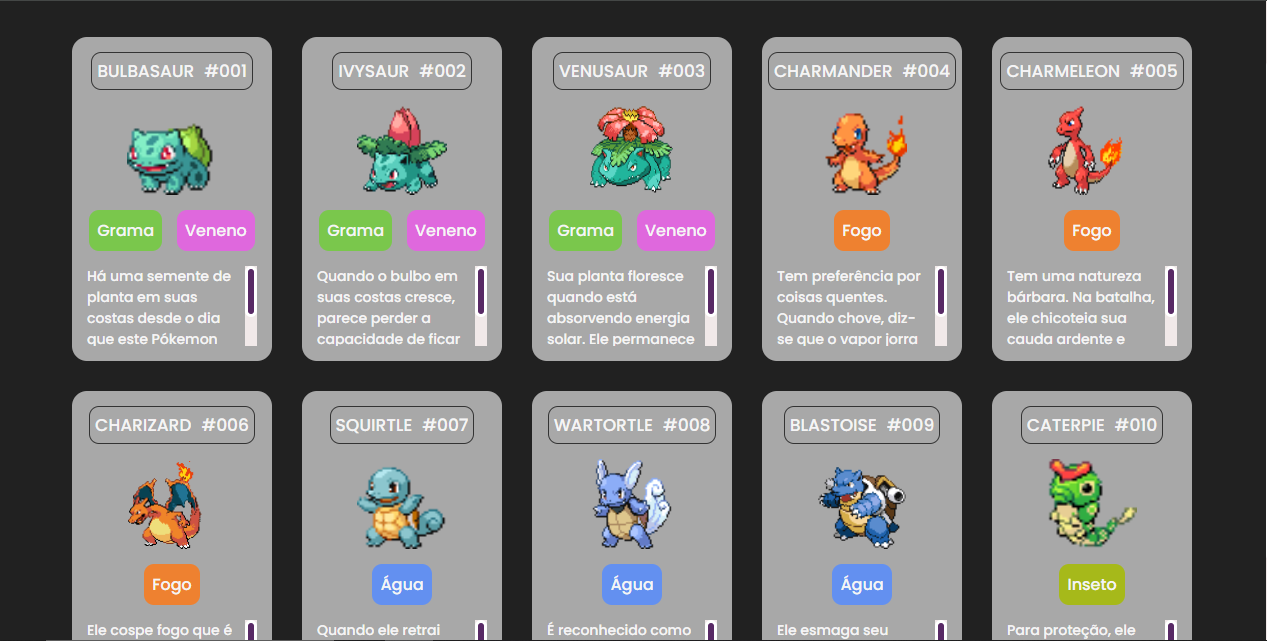 BULBASAUR #001
Grama Veneno
Há uma semente de
planta em suas
costas desde o dia
que este Pókemon
IVYSAUR #002
Grama Veneno
Quando o bulbo em
suas costas cresce,
parece perder a
capacidade de ficar
VENUSAUR #003
Grama Veneno
Sua planta floresce
quando está
absorvendo energia
solar. Ele permanece
CHARMANDER #004
Fogo
Tem preferência por
coisas quentes.
Quando chove, diz-
se que o vapor jorra
CHARMELEON #005
Fogo
Tem uma natureza
bárbara. Na batalha,
ele chicoteia sua
cauda ardente e
CHARIZARD #006
Fogo
Ele cospe fogo que é
SQUIRTLE #007
Água
Quando ele retrai
WARTORTLE #008
Água
É reconhecido como
BLASTOISE #009
Água
Ele esmaga seu
CATERPIE #010
Inseto
Para proteção, ele